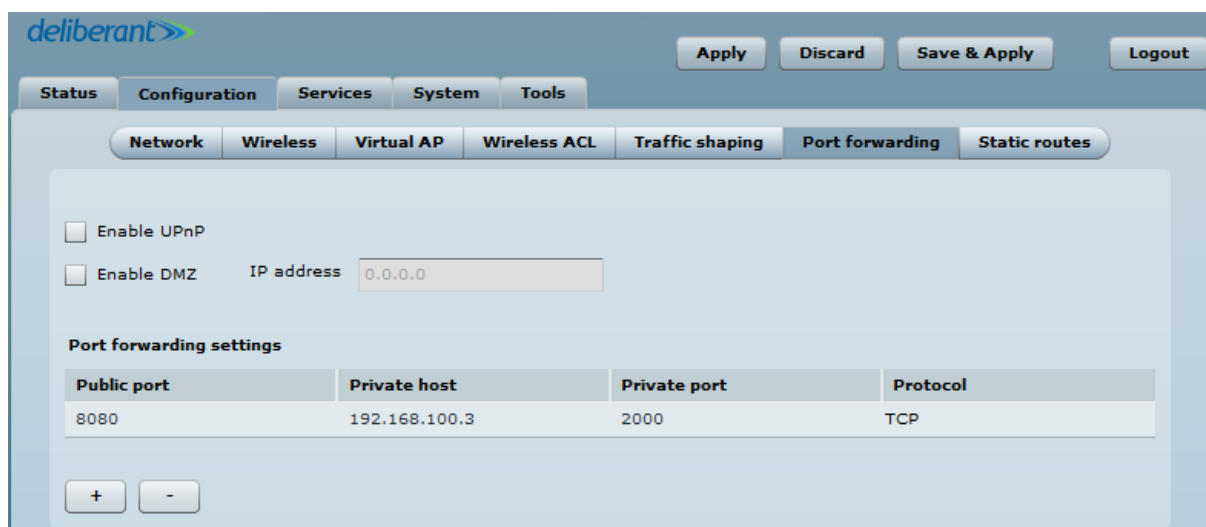 deliberant
Apply Discard Save & Apply Logout
Status Configuration Services System Tools
Network Wireless Virtual AP Wireless ACL Traffic shaping Port forwarding Static routes
Enable UPnP
Enable DMZ IP address 0.0.0.0
Port forwarding settings
Public port Private host Private port Protocol
8080 192.168.100.3 2000 TCP
+ -